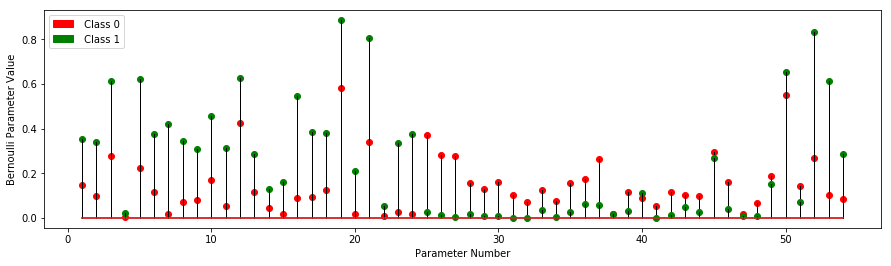 Class 0
Class 1
Bernoulli Parameter Value
0.8
0.6
0.4
0.2
0.0
0 10 20 30 40 50
Parameter Number